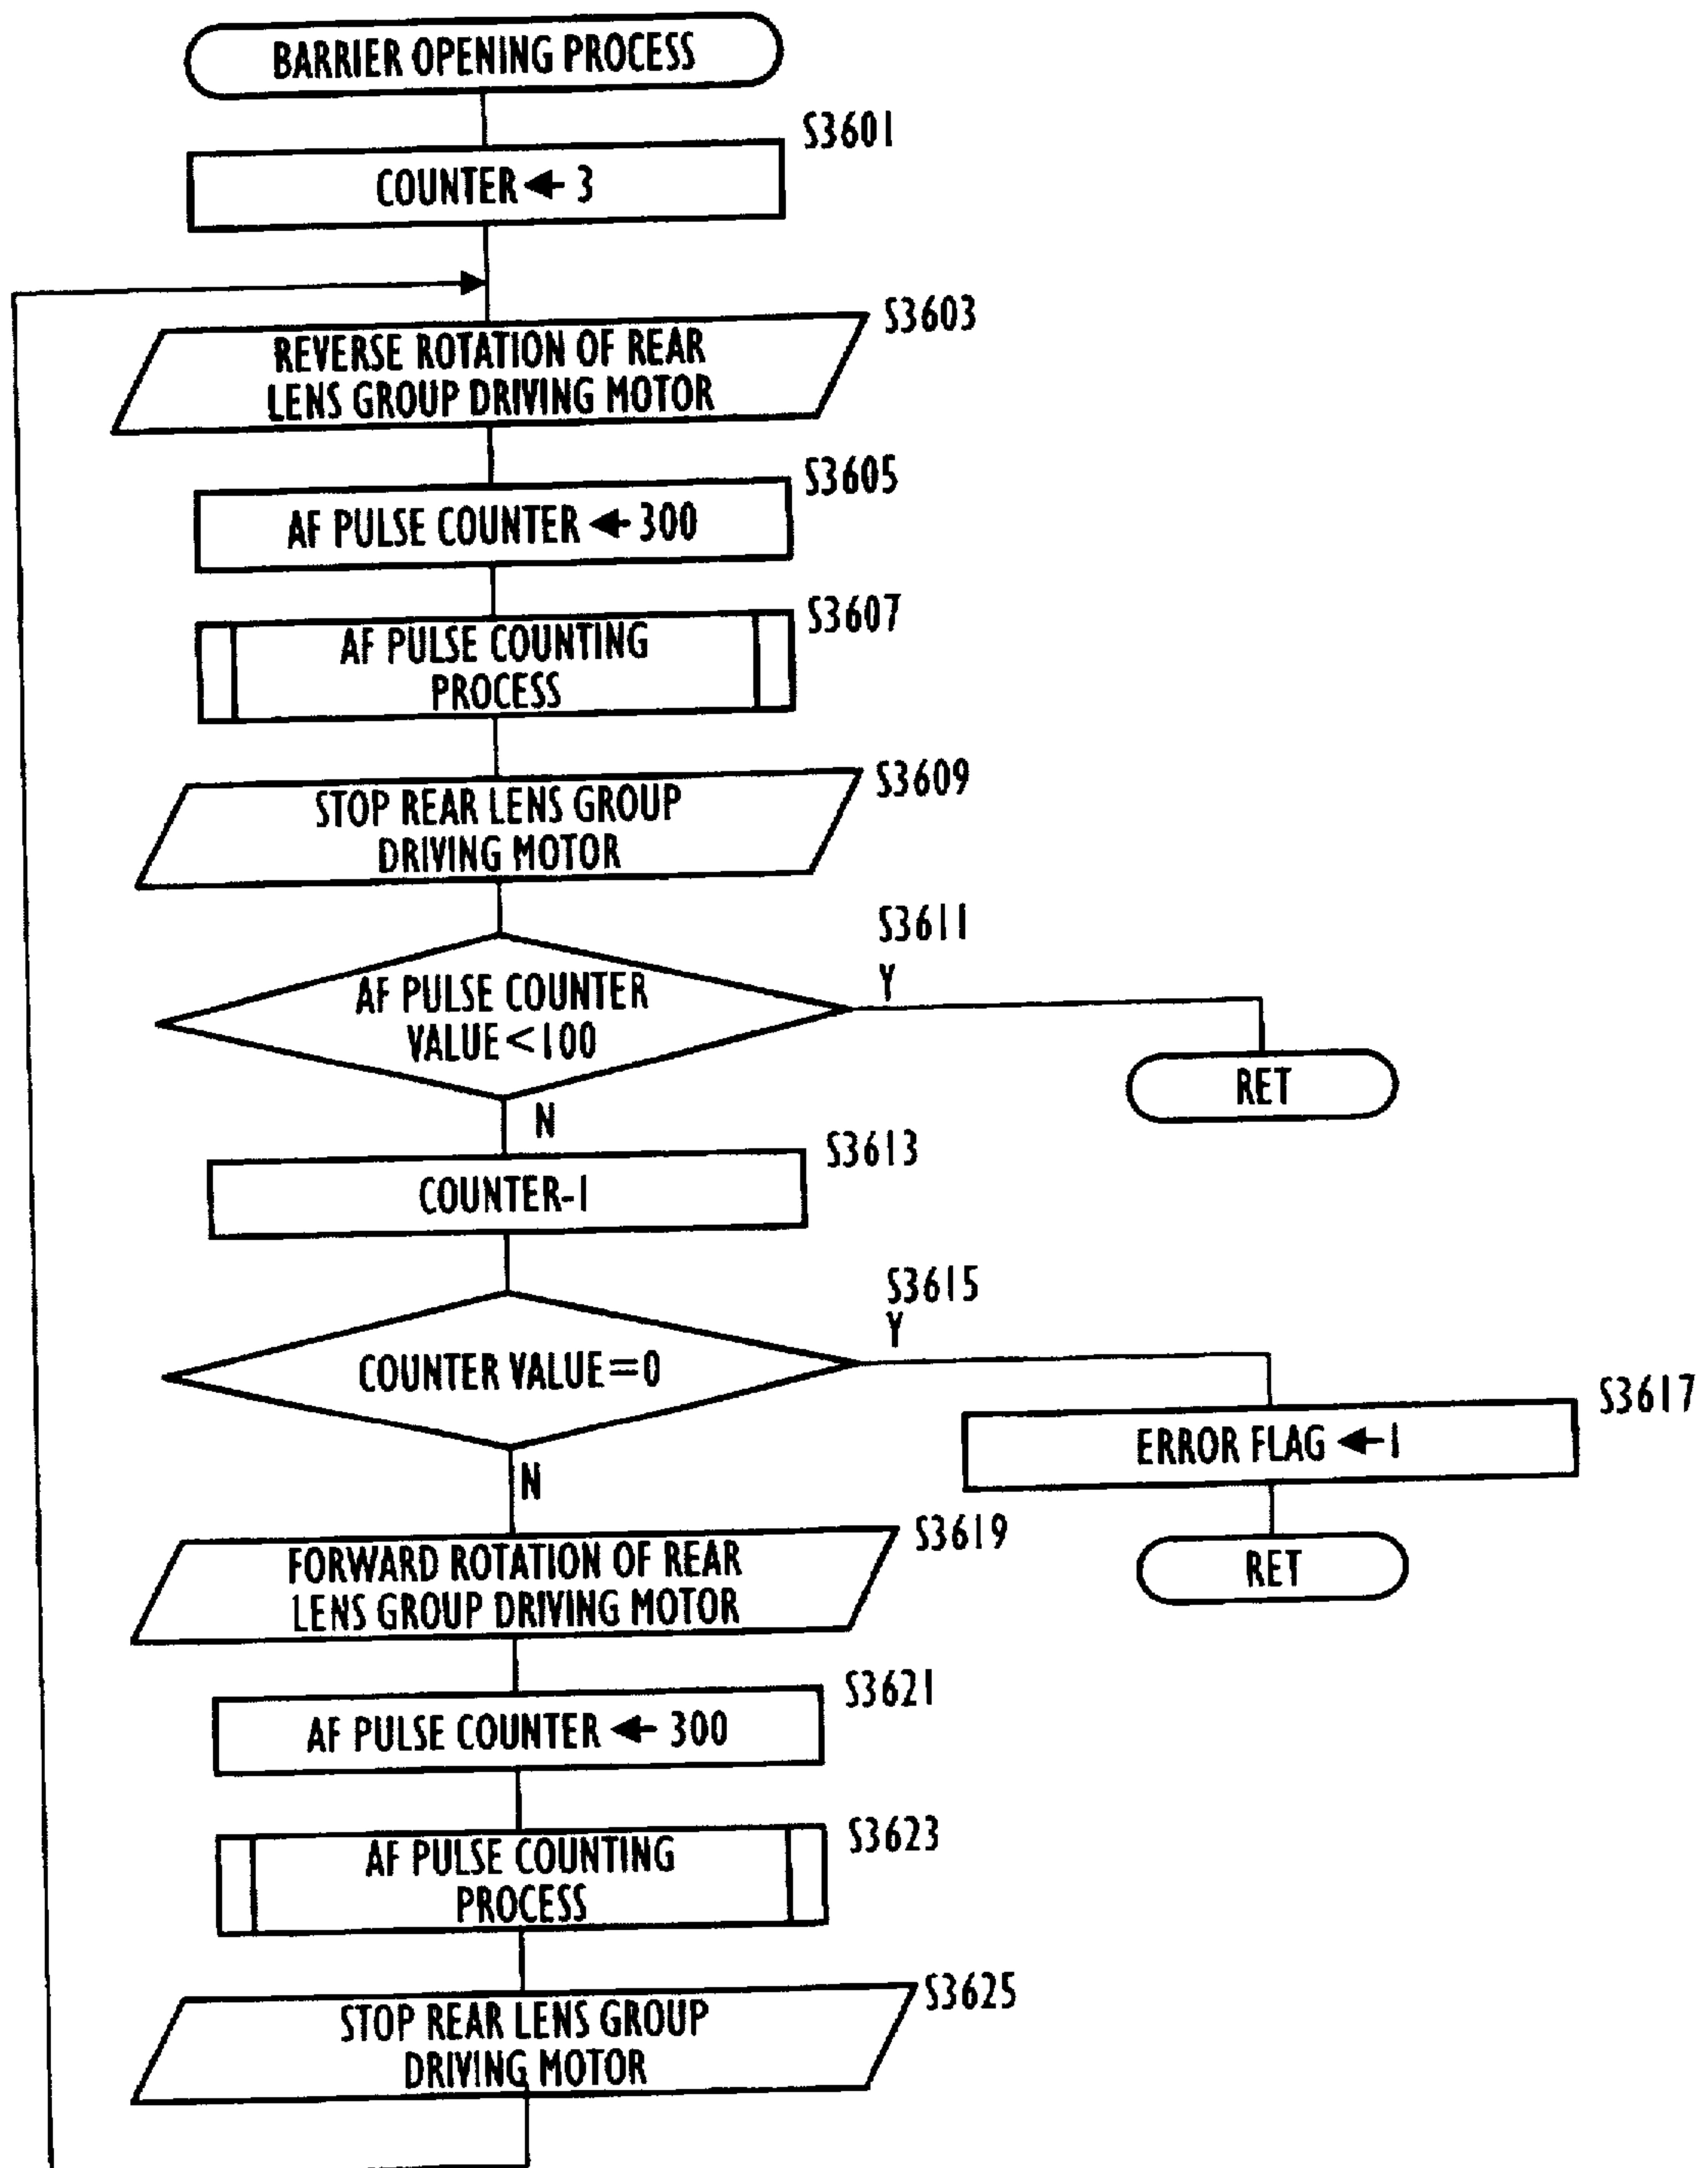 BARRIER OPENING PROCESS
S3601
COUNTER ← 3
S3603
REVERSE ROTATION OF REAR
LENS GROUP DRIVING MOTOR
S3605
AF PULSE COUNTER ← 300
S3607
AF PULSE COUNTING
PROCESS
S3609
STOP REAR LENS GROUP
DRIVING MOTOR
S3611
Y
AF PULSE COUNTER
VALUE<100
RET
N
S3613
COUNTER-1
S3615
Y
COUNTER VALUE=0
S3617
ERROR FLAG ←1
N
RET
S3619
FORWARD ROTATION OF REAR
LENS GROUP DRIVING MOTOR
S3621
AF PULSE COUNTER ← 300
S3623
AF PULSE COUNTING
PROCESS
S3625
STOP REAR LENS GROUP
DRIVING MOTOR